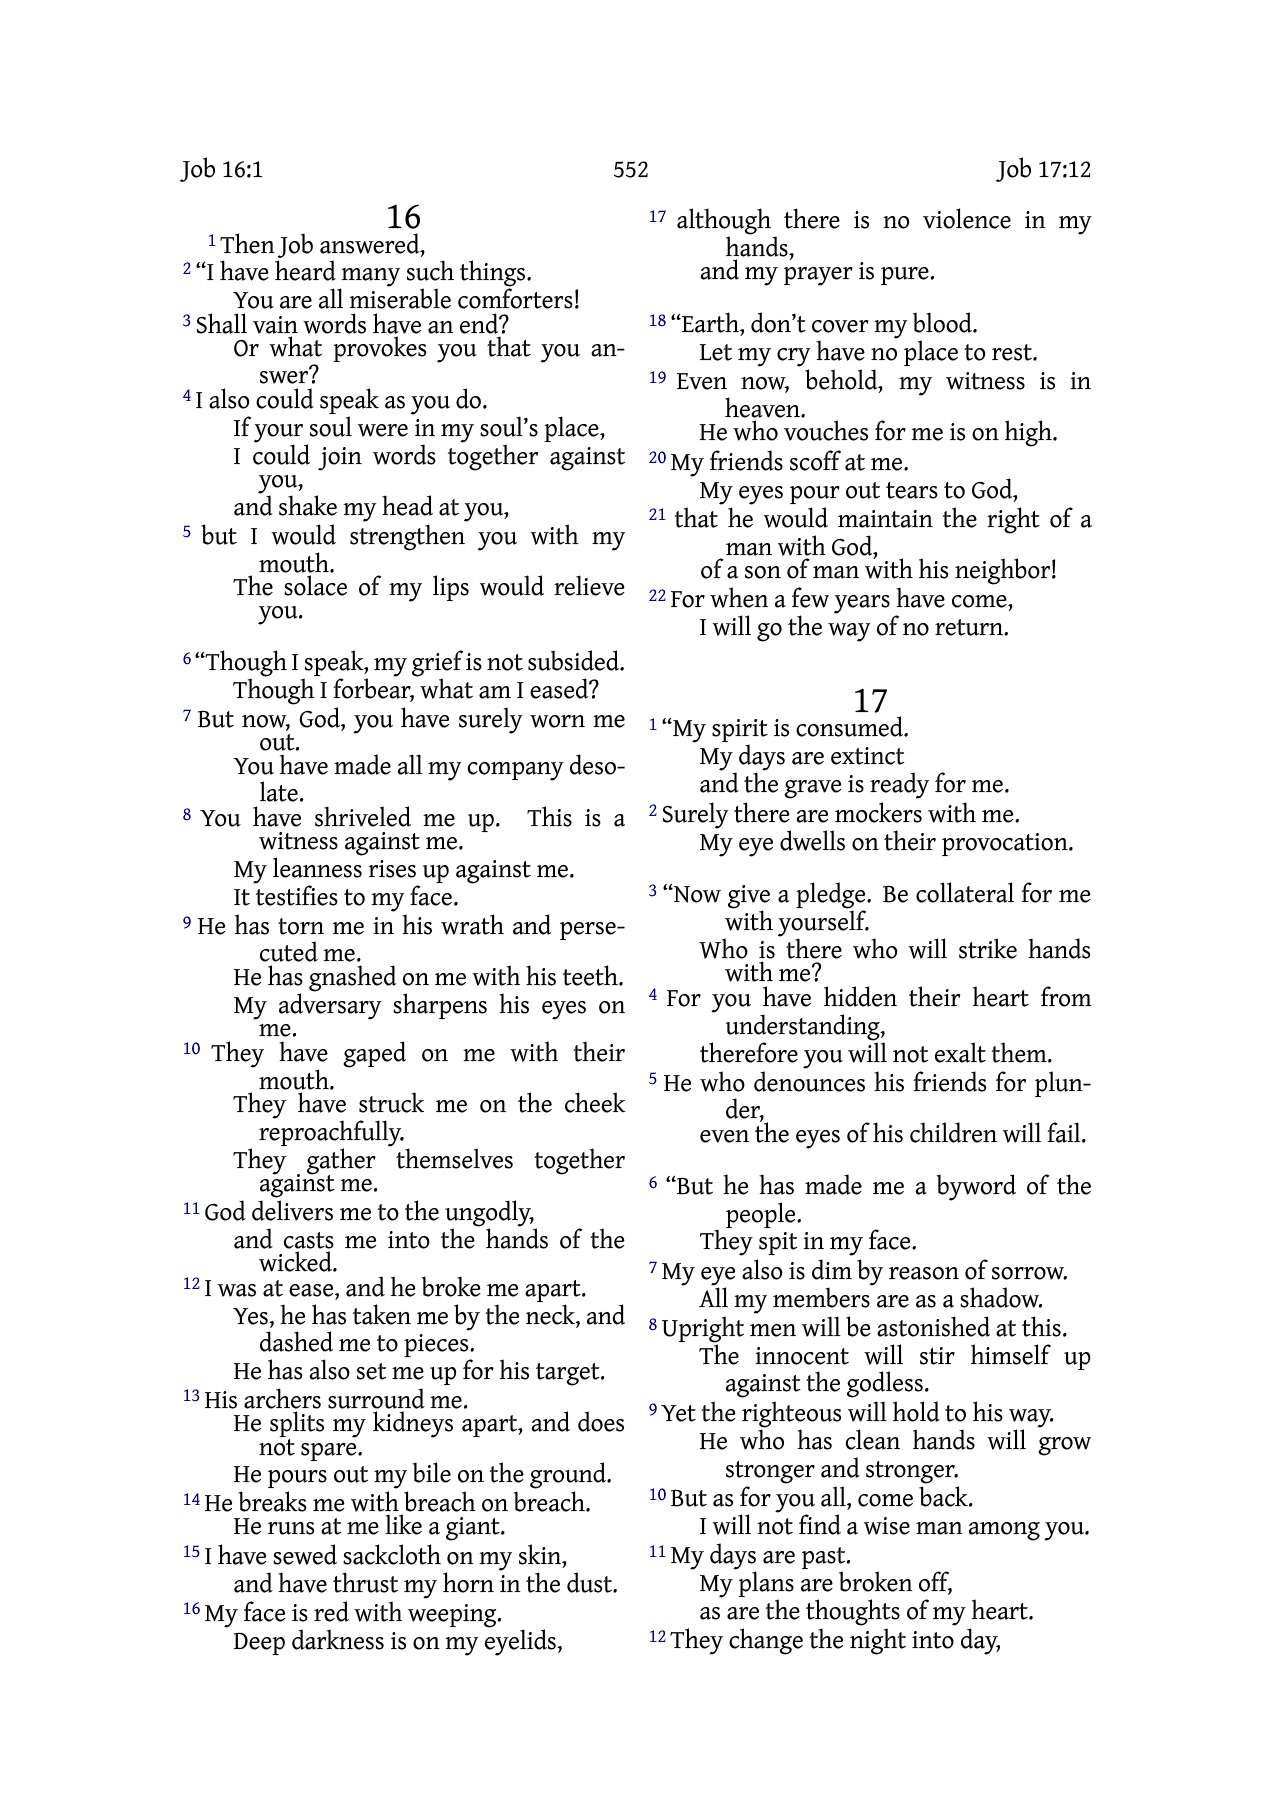 Job 16:1 552 Job 17:12
16
1 Then Job answered,
2 “I have heard many such things.
You are all miserable comforters!
3 Shall vain words have an end?
Or what provokes you that you an-
swer?
4 I also could speak as you do.
If your soul were in my soul’s place,
I could join words together against
you,
and shake my head at you,
5 but I would strengthen you with my
mouth.
The solace of my lips would relieve
you.
6 “Though I speak, my grief is not subsided.
Though I forbear, what am I eased?
7 But now, God, you have surely worn me
out.
You have made all my company deso-
late.
8 You have shriveled me up. This is a
witness against me.
My leanness rises up against me.
It testifies to my face.
9 He has torn me in his wrath and perse-
cuted me.
He has gnashed on me with his teeth.
My adversary sharpens his eyes on
me.
10 They have gaped on me with their
mouth.
They have struck me on the cheek
reproachfully.
They gather themselves together
against me.
11 God delivers me to the ungodly,
and casts me into the hands of the
wicked.
12 I was at ease, and he broke me apart.
Yes, he has taken me by the neck, and
dashed me to pieces.
He has also set me up for his target.
13 His archers surround me.
He splits my kidneys apart, and does
not spare.
He pours out my bile on the ground.
14 He breaks me with breach on breach.
He runs at me like a giant.
15 I have sewed sackcloth on my skin,
and have thrust my horn in the dust.
16 My face is red with weeping.
Deep darkness is on my eyelids,
17 although there is no violence in my
hands,
and my prayer is pure.
18 “Earth, don’t cover my blood.
Let my cry have no place to rest.
19 Even now, behold, my witness is in
heaven.
He who vouches for me is on high.
20 My friends scoff at me.
My eyes pour out tears to God,
21 that he would maintain the right of a
man with God,
of a son of man with his neighbor!
22 For when a few years have come,
I will go the way of no return.
17
1 “My spirit is consumed.
My days are extinct
and the grave is ready for me.
2 Surely there are mockers with me.
My eye dwells on their provocation.
3 “Now give a pledge. Be collateral for me
with yourself.
Who is there who will strike hands
with me?
4 For you have hidden their heart from
understanding,
therefore you will not exalt them.
5 He who denounces his friends for plun-
der,
even the eyes of his children will fail.
6 “But he has made me a byword of the
people.
They spit in my face.
7 My eye also is dim by reason of sorrow.
All my members are as a shadow.
8 Upright men will be astonished at this.
The innocent will stir himself up
against the godless.
9 Yet the righteous will hold to his way.
He who has clean hands will grow
stronger and stronger.
10 But as for you all, come back.
I will not find a wise man among you.
11 My days are past.
My plans are broken off,
as are the thoughts of my heart.
12 They change the night into day,